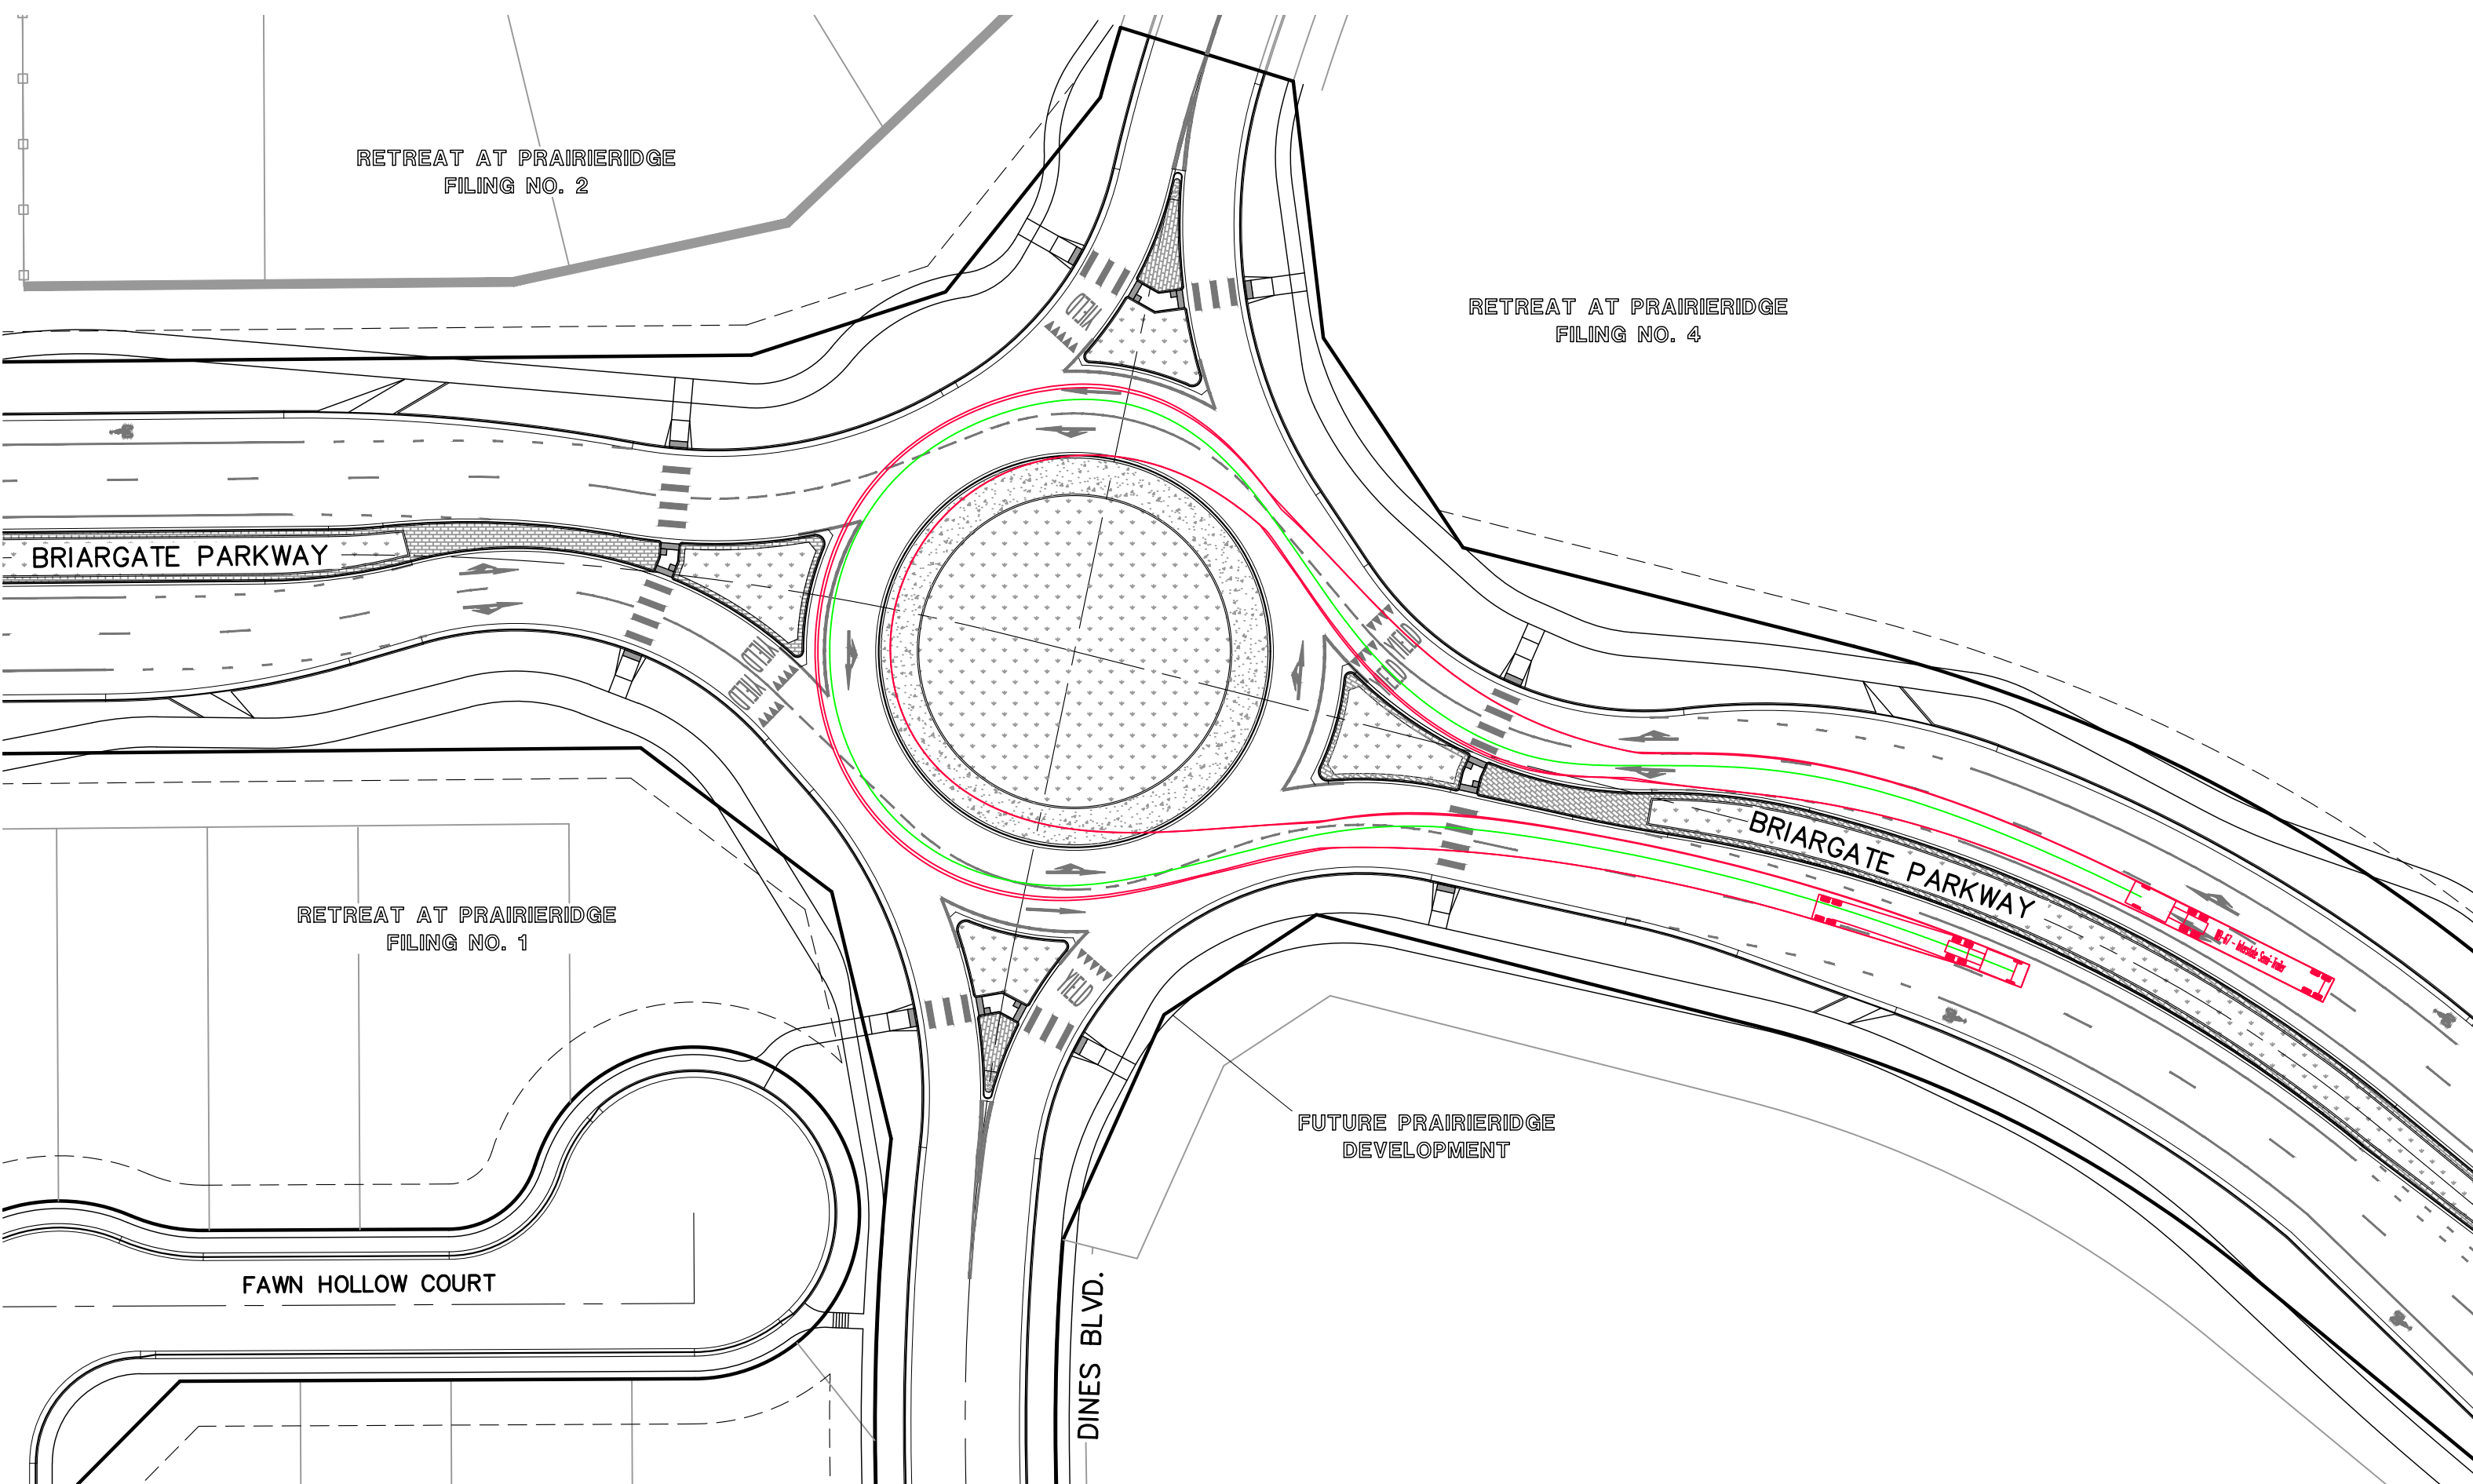 RETREAT AT PRAIRIERIDGE
FILING NO. 2
RETREAT AT PRAIRIERIDGE
FILING NO. 4
YIELD
BRIARGATE PARKWAY
YIELD
YIELD
YIELD
YIELD
BRIARGATE PARKWAY
RETREAT AT PRAIRIERIDGE
FILING NO. 1
YIELD
FUTURE PRAIRIERIDGE
DEVELOPMENT
FAWN HOLLOW COURT
DINES BLVD.